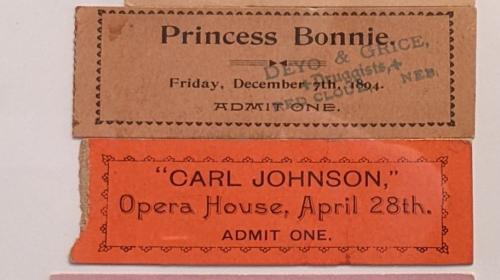 Princess Bonnie.
DEYO & GRICE,
Druggists,
Friday, December 7th, 1894.
RED CLOUD, NEB.
ADMIT ONE.
"CARL JOHNSON,"
Opera House, April 28th.
ADMIT ONE.